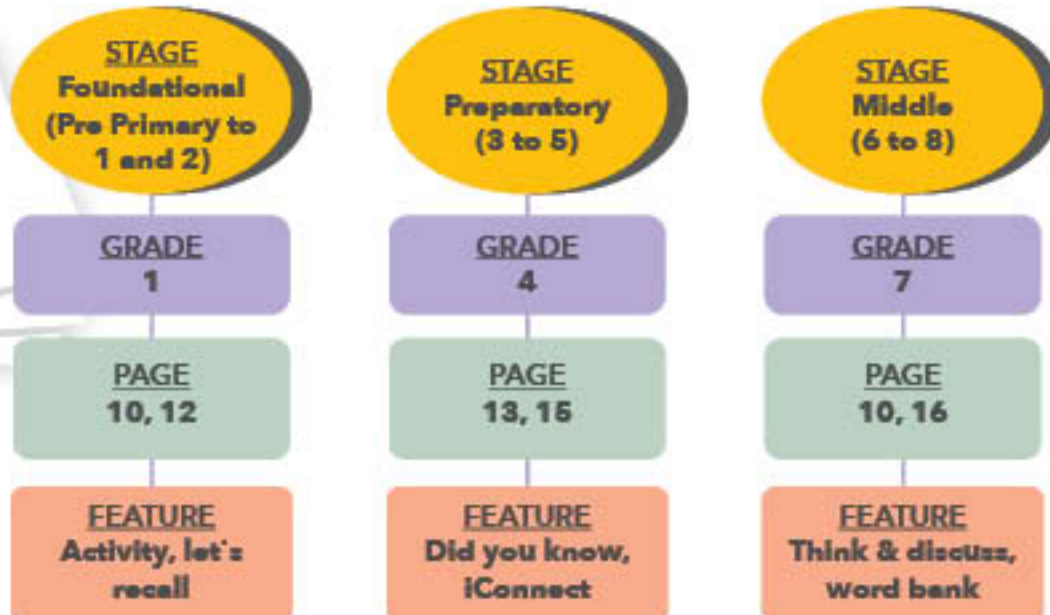 STAGE
Foundational
(Pre Primary to
1 and 2)
GRADE
1
PAGE
10, 12
FEATURE
Activity, let's
recall
STAGE
Preparatory
(3 to 5)
GRADE
4
PAGE
13, 15
FEATURE
Did you know,
iConnect
STAGE
Middle
(6 to 8)
GRADE
7
PAGE
10, 16
FEATURE
Think & discuss,
word bank